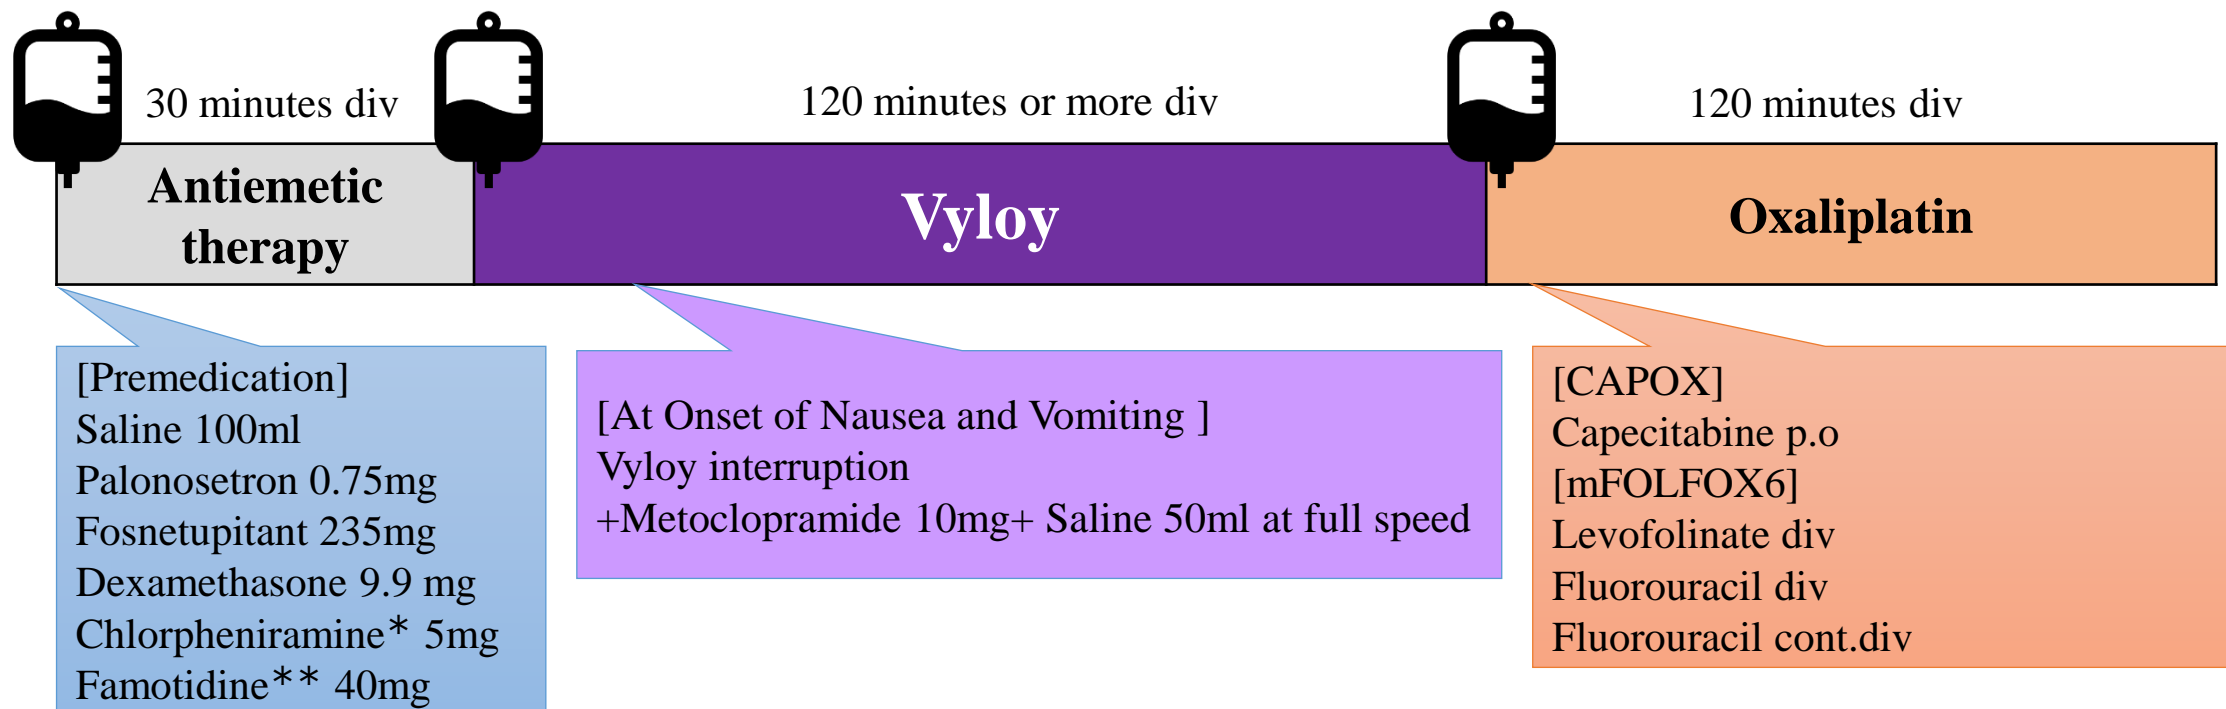 30 minutes div
120 minutes or more div
120 minutes div
Antiemetic
therapy
Vyloy
Oxaliplatin
[Premedication]
Saline 100ml
Palonosetron 0.75mg
Fosnetupitant 235mg
Dexamethasone 9.9 mg
Chlorpheniramine* 5mg
Famotidine** 40mg
[At Onset of Nausea and Vomiting ]
Vyloy interruption
+Metoclopramide 10mg+ Saline 50ml at full speed
[CAPOX]
Capecitabine p.o
[mFOLFOX6]
Levofolinate div
Fluorouracil div
Fluorouracil cont.div